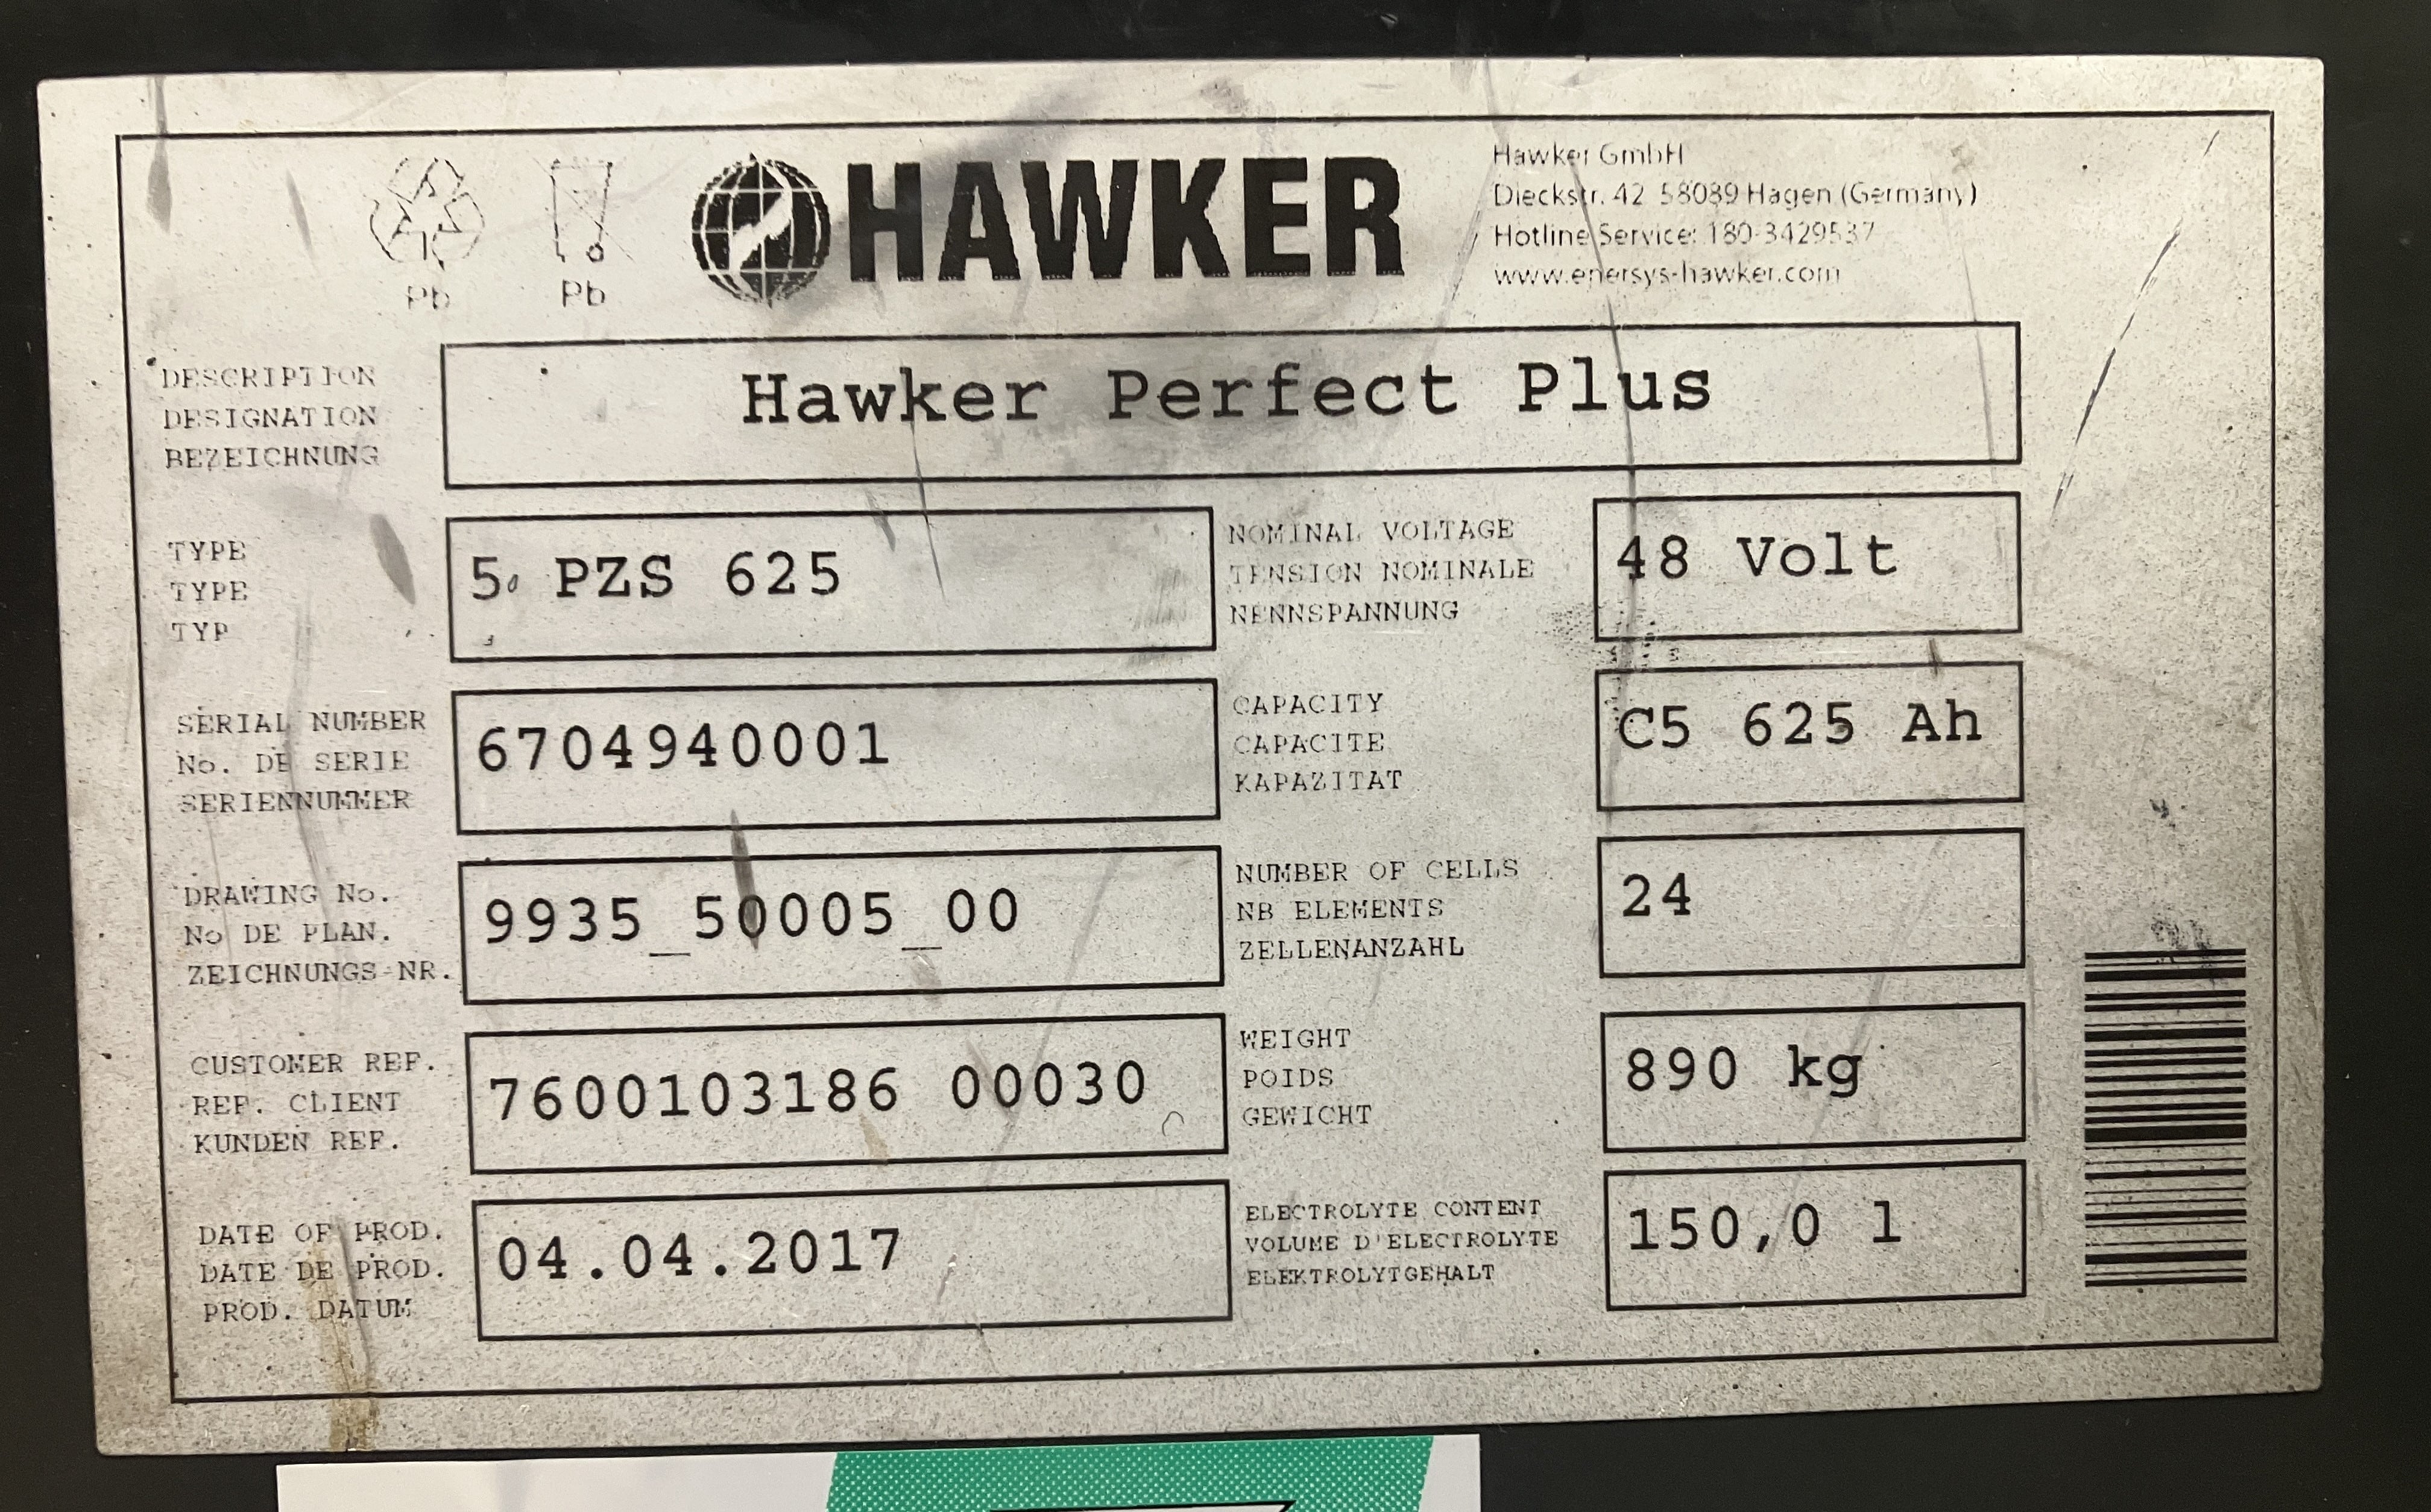 Pb
Pb
HAWKER
Hawker GmbH
Dieckstr. 42 58089 Hagen (Germany)
Hotline Service: 180-3429537
www.enersys-hawker.com
DESCRIPTION
DESIGNATION
BEZEICHNUNG
Hawker Perfect Plus
TYPE
TYPE
TYP
5 PZS 625
NOMINAL VOLTAGE
TENSION NOMINALE
NENNSPANNUNG
48 Volt
SERIAL NUMBER
No. DE SERIE
SERIENNUMMER
6704940001
CAPACITY
CAPACITE
KAPAZITAT
C5 625 Ah
DRAWING No.
No DE PLAN.
ZEICHNUNGS-NR.
9935_50005_00
NUMBER OF CELLS
NB ELEMENTS
ZELLENANZAHL
24
CUSTOMER REF.
REF. CLIENT
KUNDEN REF.
7600103186 00030
WEIGHT
POIDS
GEWICHT
890 kg
DATE OF PROD.
DATE DE PROD.
PROD. DATUM
04.04.2017
ELECTROLYTE CONTENT
VOLUME D'ELECTROLYTE
ELEKTROLYTGEHALT
150,0 l